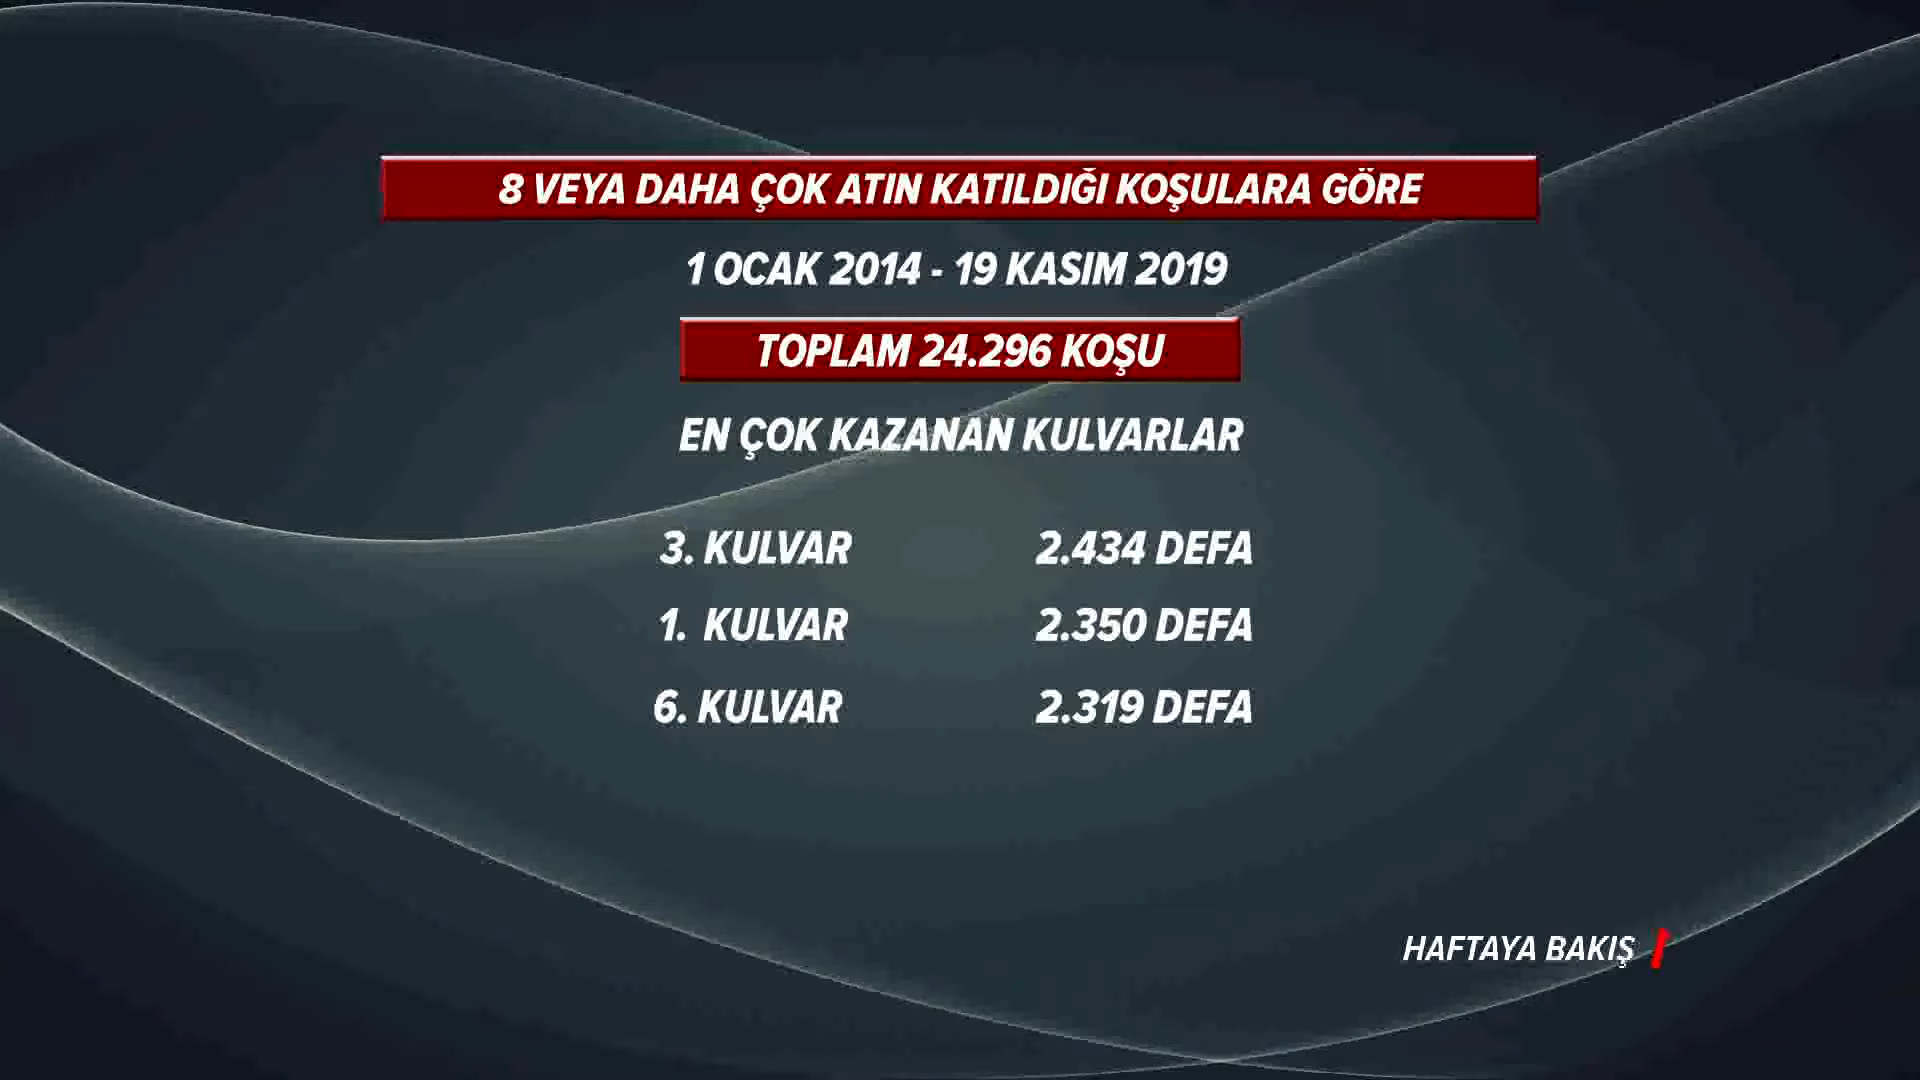 8 VEYA DAHA ÇOK ATIN KATILDIĞI KOŞULARA GÖRE
1 OCAK 2014 - 19 KASIM 2019
TOPLAM 24.296 KOŞU
EN ÇOK KAZANAN KULVARLAR
3. KULVAR 2.434 DEFA
1. KULVAR 2.350 DEFA
6. KULVAR 2.319 DEFA
HAFTAYA BAKIŞ